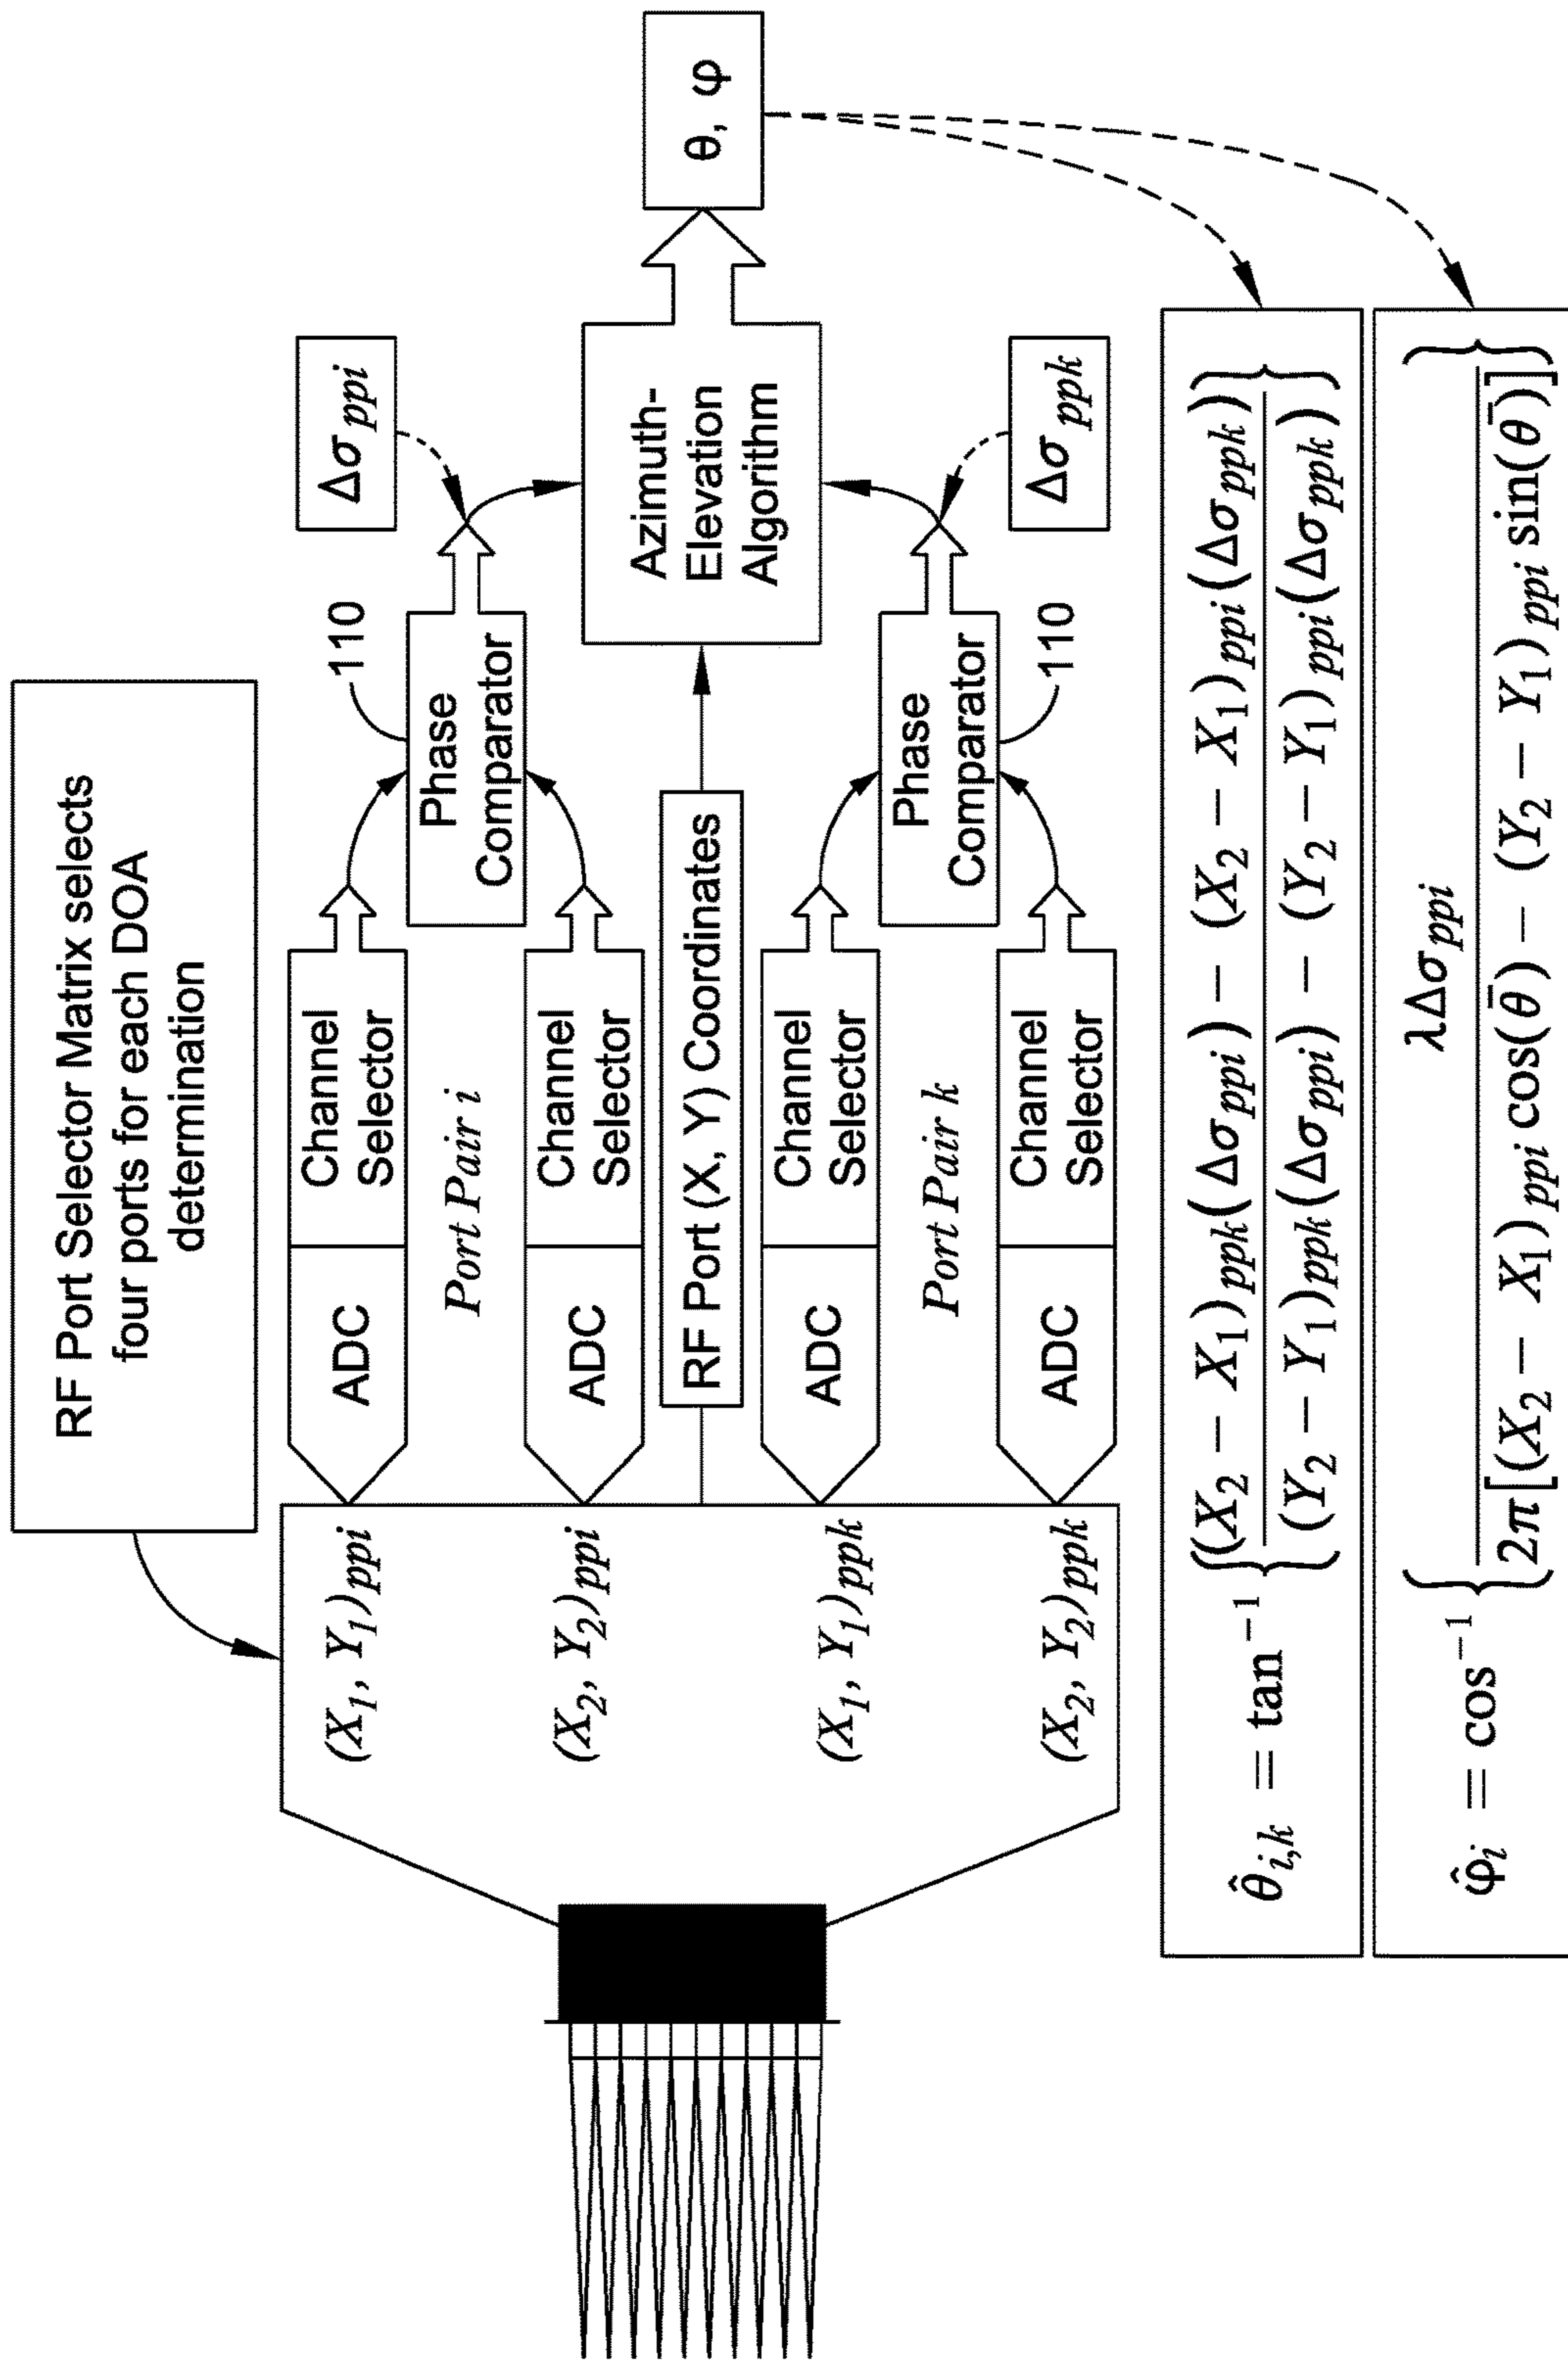 RF Port Selector Matrix selects
four ports for each DOA
determination
(X₁, Y₁)ppi
(X₂, Y₂)ppi
(X₁, Y₁)ppk
(X₂, Y₂)ppk
ADC
Channel
Selector
Port Pair i
ADC
Channel
Selector
RF Port (X, Y) Coordinates
ADC
Channel
Selector
Port Pair k
ADC
Channel
Selector
Phase
Comparator
110
Phase
Comparator
110
Δσ ppi
Δσ ppk
Azimuth-
Elevation
Algorithm
θ, φ
θ̂i,k = tan⁻¹ {(X₂ − X₁)ppk(Δσppi) − (X₂ − X₁)ppi(Δσppk) / (Y₂ − Y₁)ppk(Δσppi) − (Y₂ − Y₁)ppi(Δσppk)}
φ̂i = cos⁻¹ {λΔσppi / 2π[(X₂ − X₁)ppi cos(θ̄) − (Y₂ − Y₁)ppi sin(θ̄)]}